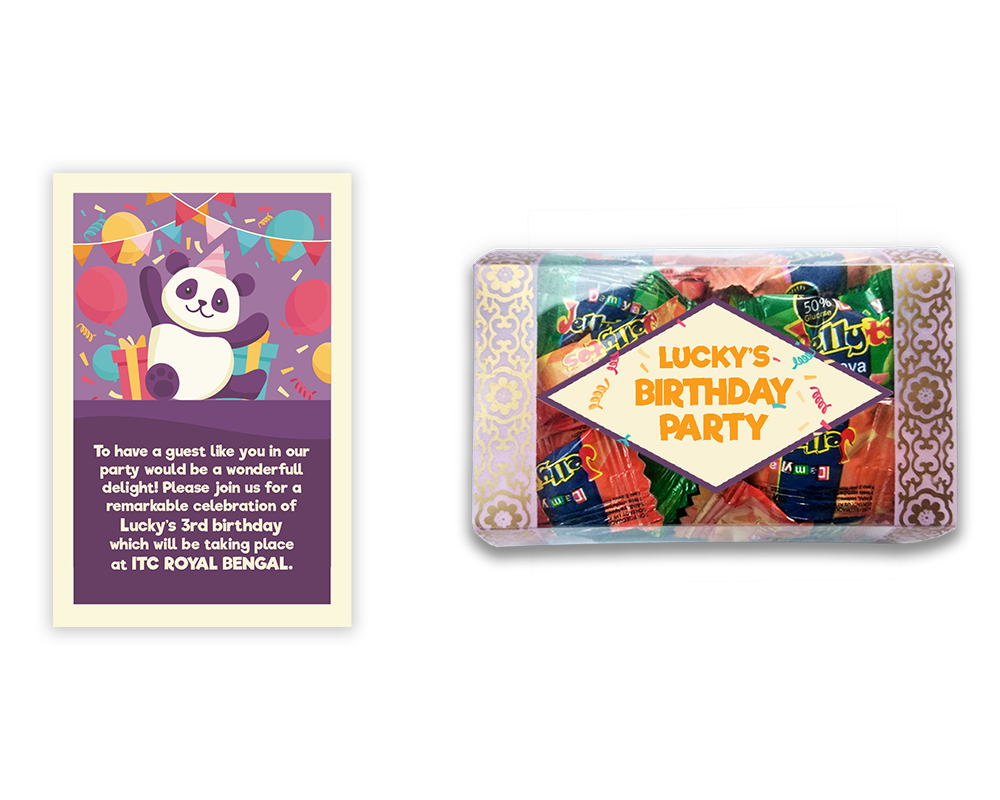 To have a guest like you in our
party would be a wonderfull
delight! Please join us for a
remarkable celebration of
Lucky's 3rd birthday
which will be taking place
at ITC ROYAL BENGAL.
50%
Glucose
LUCKY'S
BIRTHDAY
PARTY